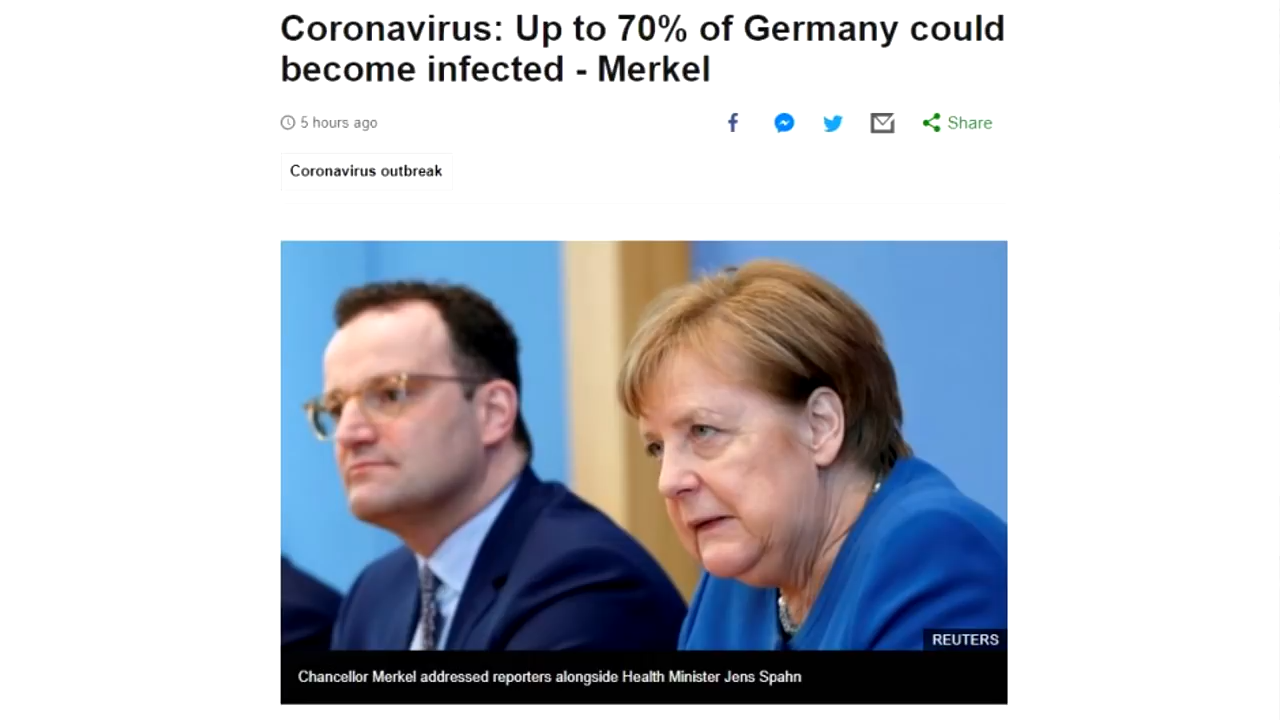 Coronavirus: Up to 70% of Germany could
become infected - Merkel
5 hours ago
Share
Coronavirus outbreak
REUTERS
Chancellor Merkel addressed reporters alongside Health Minister Jens Spahn